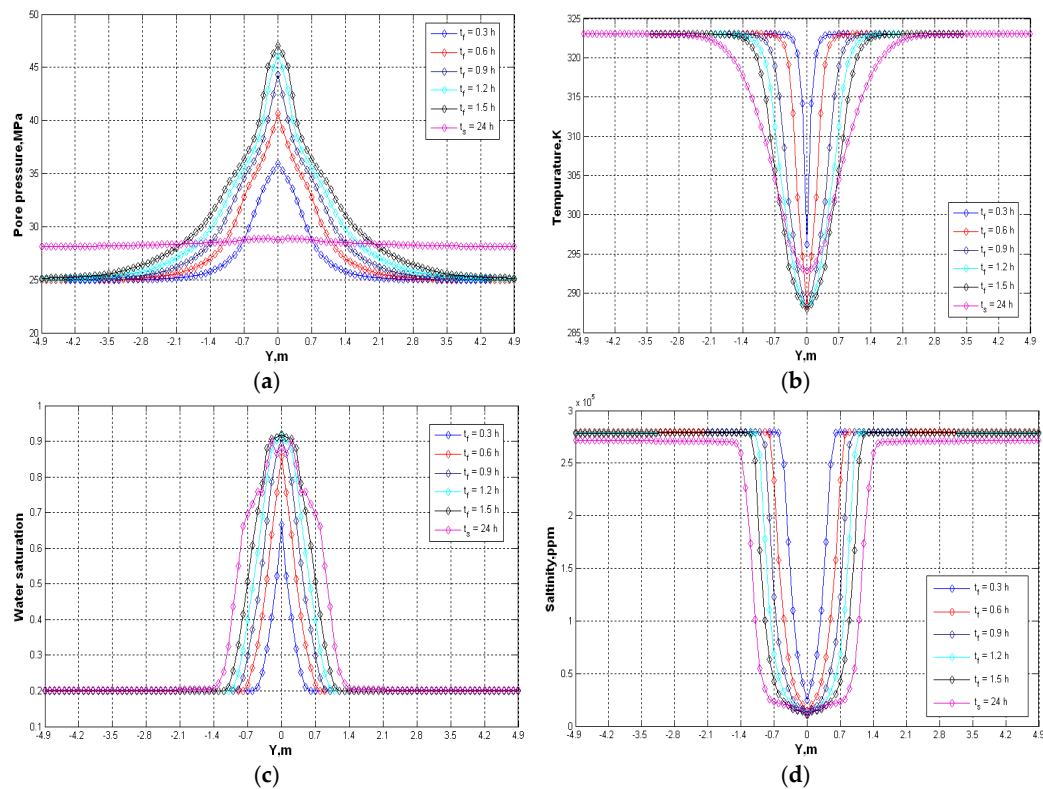 50
45
40
35
30
25
20
Pore pressure,MPa
-4.9 -4.2 -3.5 -2.8 -2.1 -1.4 -0.7 0 0.7 1.4 2.1 2.8 3.5 4.2 4.9
Y,m
t_f = 0.3 h
t_f = 0.6 h
t_f = 0.9 h
t_f = 1.2 h
t_f = 1.5 h
t_s = 24 h
(a)
325
320
315
310
305
300
295
290
285
Tempurature,K
-4.9 -4.2 -3.5 -2.8 -2.1 -1.4 -0.7 0 0.7 1.4 2.1 2.8 3.5 4.2 4.9
Y,m
t_f = 0.3 h
t_f = 0.6 h
t_f = 0.9 h
t_f = 1.2 h
t_f = 1.5 h
t_s = 24 h
(b)
1
0.9
0.8
0.7
0.6
0.5
0.4
0.3
0.2
0.1
Water saturation
-4.9 -4.2 -3.5 -2.8 -2.1 -1.4 -0.7 0 0.7 1.4 2.1 2.8 3.5 4.2 4.9
Y,m
t_f = 0.3 h
t_f = 0.6 h
t_f = 0.9 h
t_f = 1.2 h
t_f = 1.5 h
t_s = 24 h
(c)
x 10^5
3
2.5
2
1.5
1
0.5
0
Saltinity.ppm
-4.9 -4.2 -3.5 -2.8 -2.1 -1.4 -0.7 0 0.7 1.4 2.1 2.8 3.5 4.2 4.9
Y,m
t_f = 0.3 h
t_f = 0.6 h
t_f = 0.9 h
t_f = 1.2 h
t_f = 1.5 h
t_s = 24 h
(d)